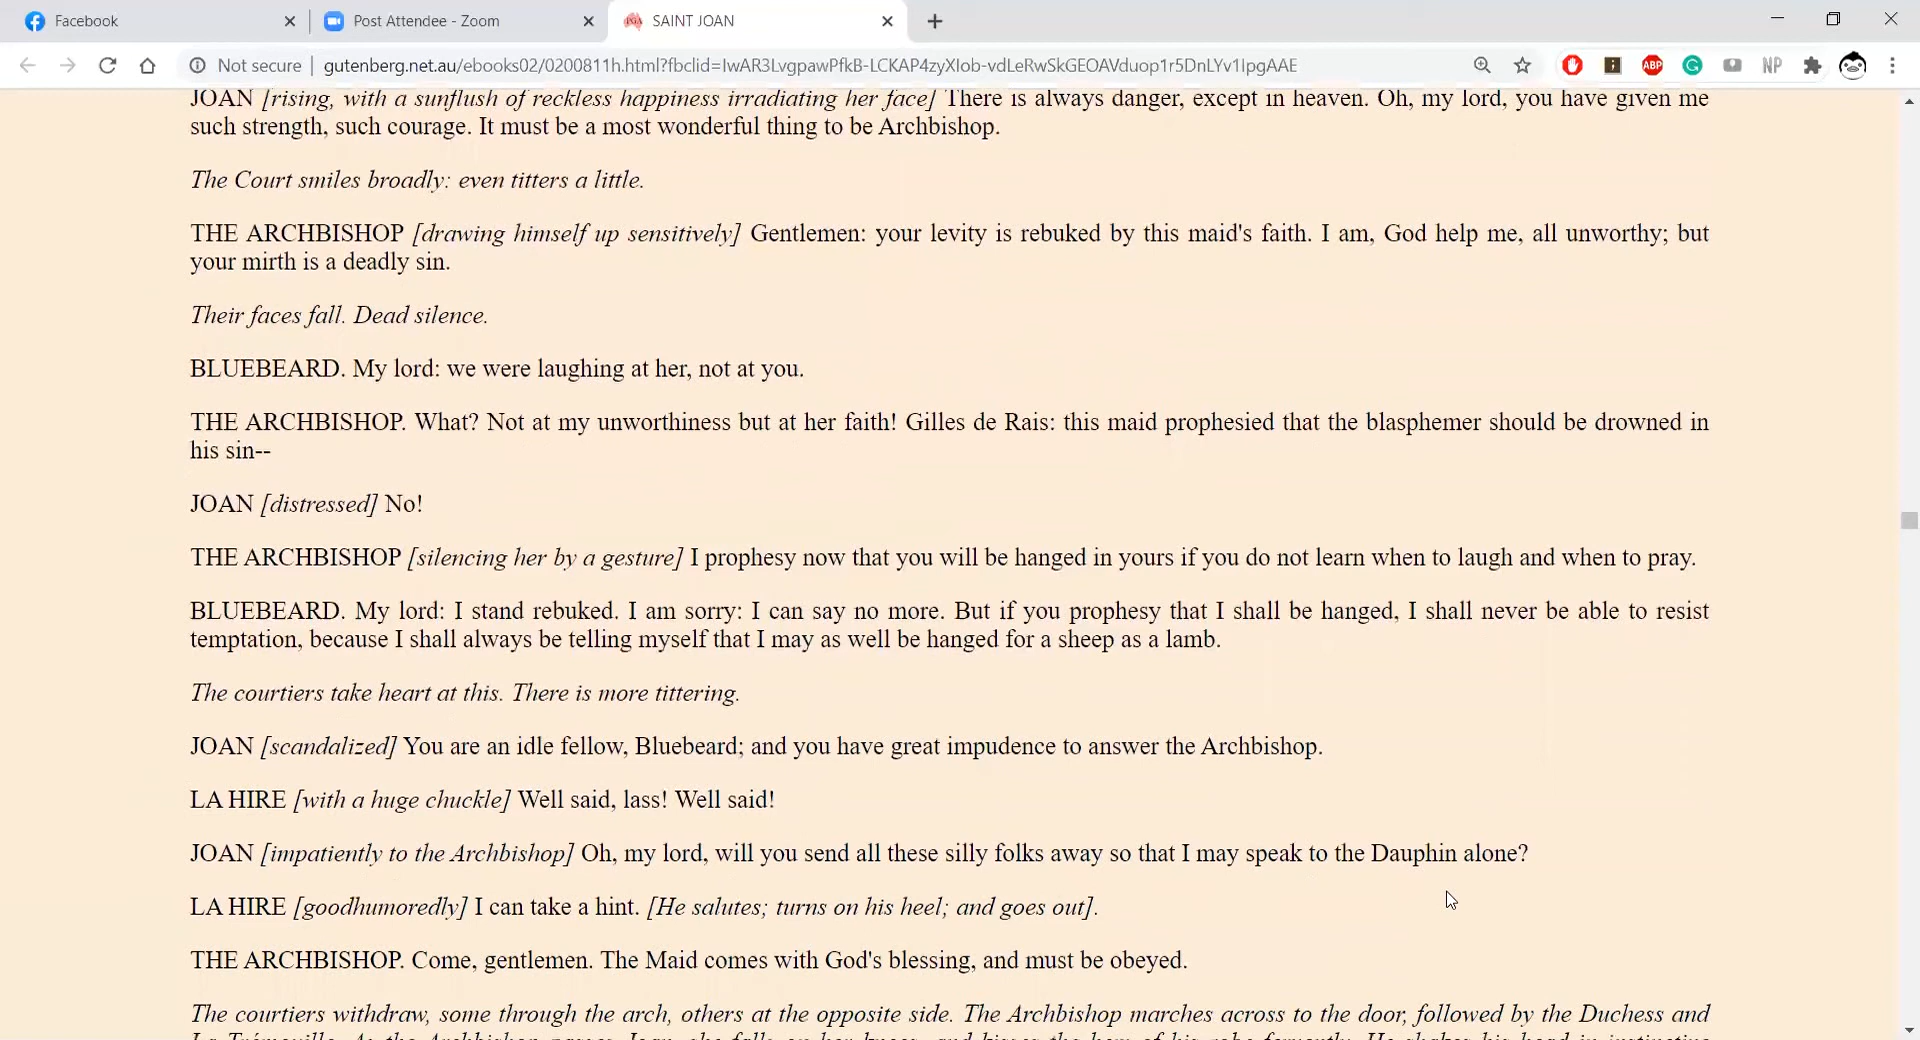 Facebook
Post Attendee - Zoom
SAINT JOAN
Not secure | gutenberg.net.au/ebooks02/0200811h.html?fbclid=IwAR3LvgpawPfkB-LCKAP4zyXIob-vdLeRwSkGEOAVduop1r5DnLYv1IpgAAE
ABP
NP
JOAN [rising, with a sunflush of reckless happiness irradiating her face] There is always danger, except in heaven. Oh, my lord, you have given me
such strength, such courage. It must be a most wonderful thing to be Archbishop.
The Court smiles broadly: even titters a little.
THE ARCHBISHOP [drawing himself up sensitively] Gentlemen: your levity is rebuked by this maid's faith. I am, God help me, all unworthy; but
your mirth is a deadly sin.
Their faces fall. Dead silence.
BLUEBEARD. My lord: we were laughing at her, not at you.
THE ARCHBISHOP. What? Not at my unworthiness but at her faith! Gilles de Rais: this maid prophesied that the blasphemer should be drowned in
his sin--
JOAN [distressed] No!
THE ARCHBISHOP [silencing her by a gesture] I prophesy now that you will be hanged in yours if you do not learn when to laugh and when to pray.
BLUEBEARD. My lord: I stand rebuked. I am sorry: I can say no more. But if you prophesy that I shall be hanged, I shall never be able to resist
temptation, because I shall always be telling myself that I may as well be hanged for a sheep as a lamb.
The courtiers take heart at this. There is more tittering.
JOAN [scandalized] You are an idle fellow, Bluebeard; and you have great impudence to answer the Archbishop.
LA HIRE [with a huge chuckle] Well said, lass! Well said!
JOAN [impatiently to the Archbishop] Oh, my lord, will you send all these silly folks away so that I may speak to the Dauphin alone?
LA HIRE [goodhumoredly] I can take a hint. [He salutes; turns on his heel; and goes out].
THE ARCHBISHOP. Come, gentlemen. The Maid comes with God's blessing, and must be obeyed.
The courtiers withdraw, some through the arch, others at the opposite side. The Archbishop marches across to the door, followed by the Duchess and